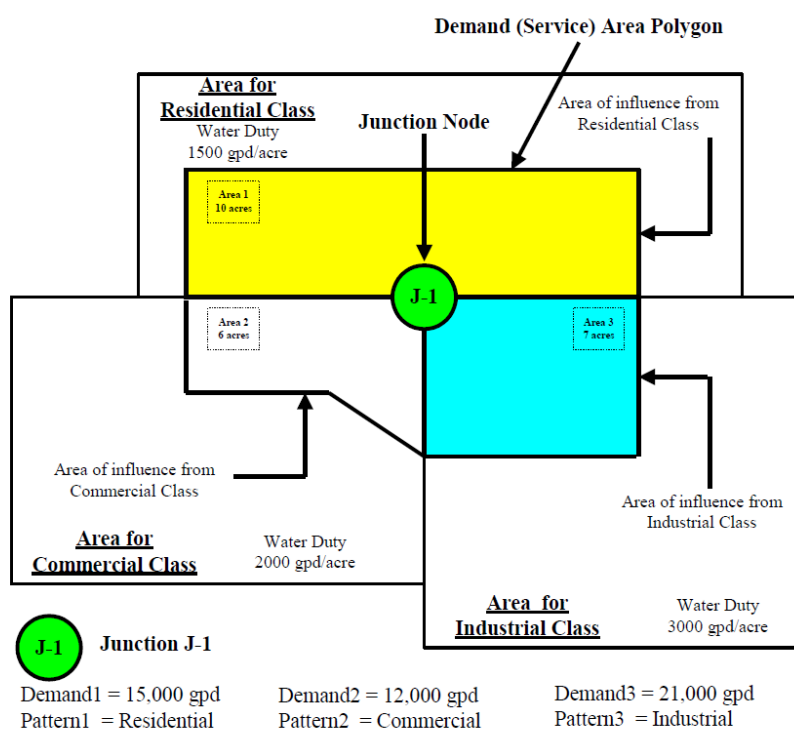 Demand (Service) Area Polygon
Area for
Residential Class
Water Duty
1500 gpd/acre
Junction Node
Area of influence from
Residential Class
Area 1
10 acres
J-1
Area 2
6 acres
Area 3
7 acres
Area of influence from
Commercial Class
Area of influence from
Industrial Class
Area for
Commercial Class
Water Duty
2000 gpd/acre
Area for
Industrial Class
Water Duty
3000 gpd/acre
J-1
Junction J-1
Demand1 = 15,000 gpd
Pattern1 = Residential
Demand2 = 12,000 gpd
Pattern2 = Commercial
Demand3 = 21,000 gpd
Pattern3 = Industrial